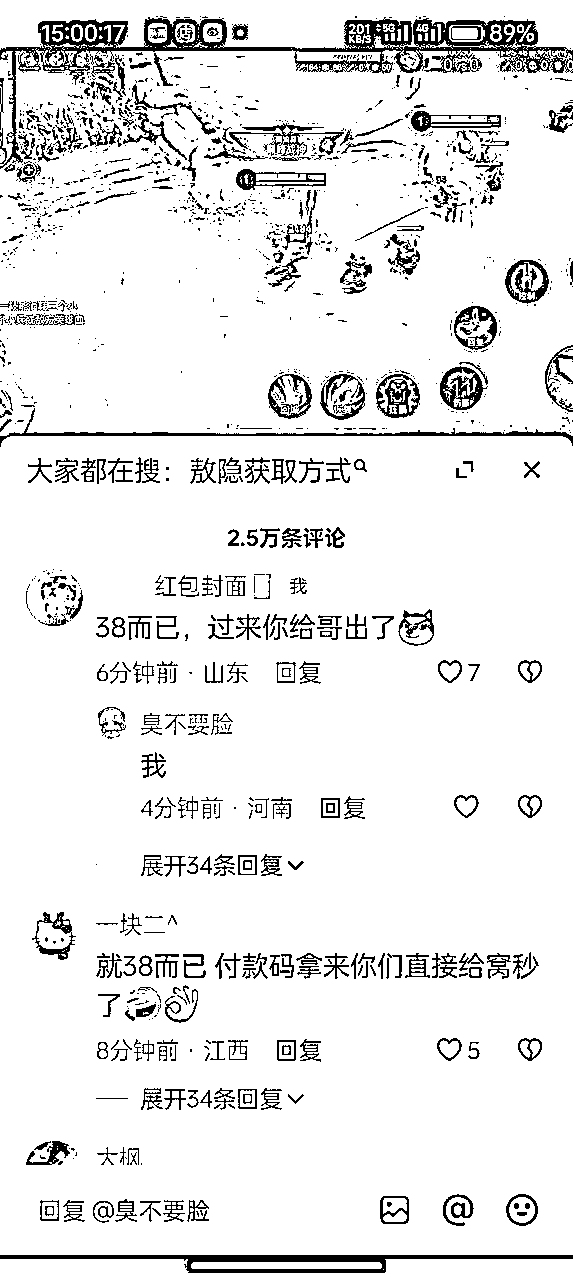 15:00:17
201 KB/S 5G 4G 89%
大家都在搜：敖隐获取方式
2.5万条评论
红包封面 我
38而已，过来你给哥出了
6分钟前 · 山东 回复 7
臭不要脸
我
4分钟前 · 河南 回复
展开34条回复
一块二^
就38而已 付款码拿来你们直接给窝秒
了
8分钟前 · 江西 回复 5
展开34条回复
大枫
回复 @臭不要脸